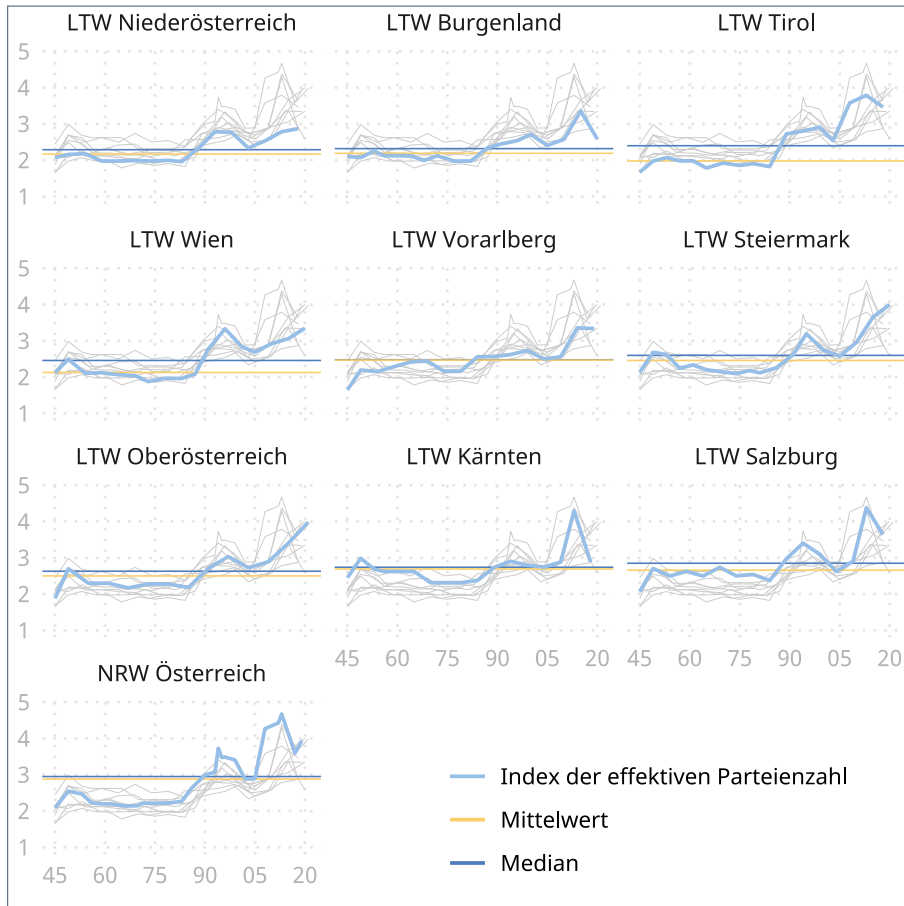 LTW Niederösterreich LTW Burgenland LTW Tirol
5
4
3
2
1
LTW Wien LTW Vorarlberg LTW Steiermark
5
4
3
2
1
LTW Oberösterreich LTW Kärnten LTW Salzburg
5
4
3
2
1
45 60 75 90 05 20 45 60 75 90 05 20
NRW Österreich
5
4
3
2
1
45 60 75 90 05 20
Index der effektiven Parteienzahl
Mittelwert
Median